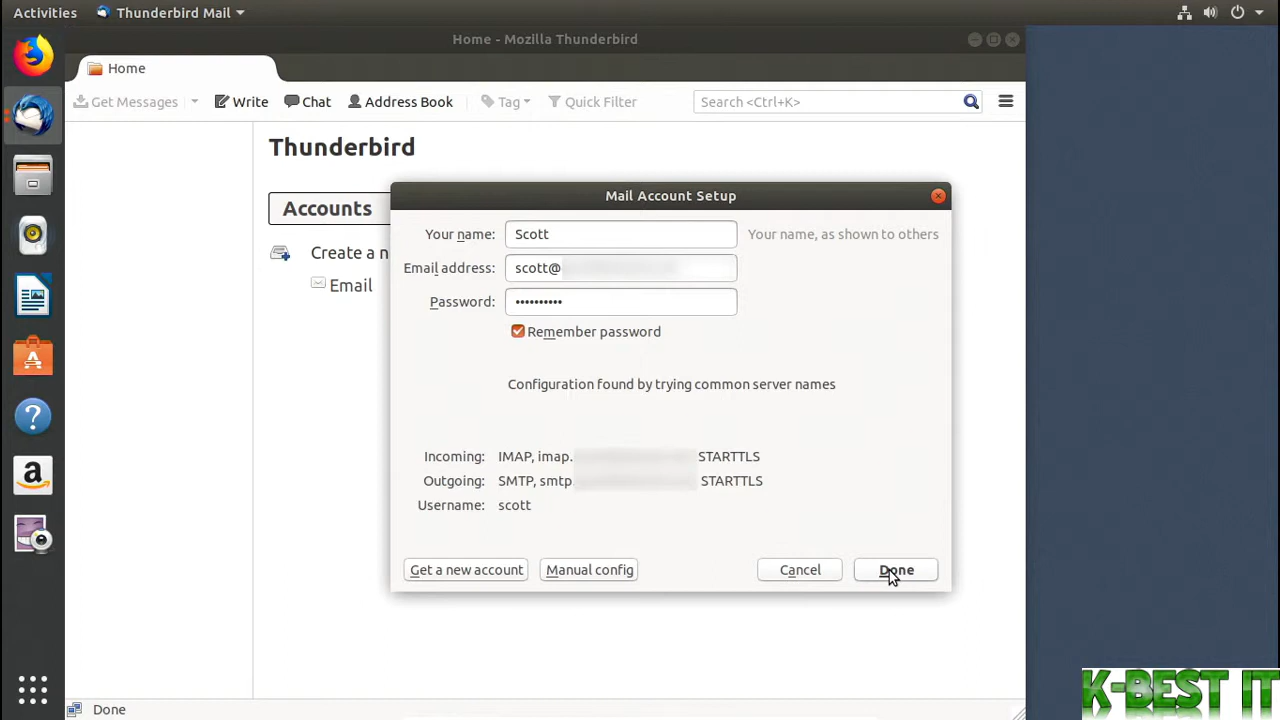 Activities Thunderbird Mail
Home - Mozilla Thunderbird
Home
Get Messages Write Chat Address Book Tag Quick Filter Search <Ctrl+K>
Thunderbird
Accounts
Create a n
Email
Mail Account Setup
Your name: Scott Your name, as shown to others
Email address: scott@
Password: ••••••••••
Remember password
Configuration found by trying common server names
Incoming: IMAP, imap. STARTTLS
Outgoing: SMTP, smtp. STARTTLS
Username: scott
Get a new account Manual config Cancel Done
Done
K-BEST IT